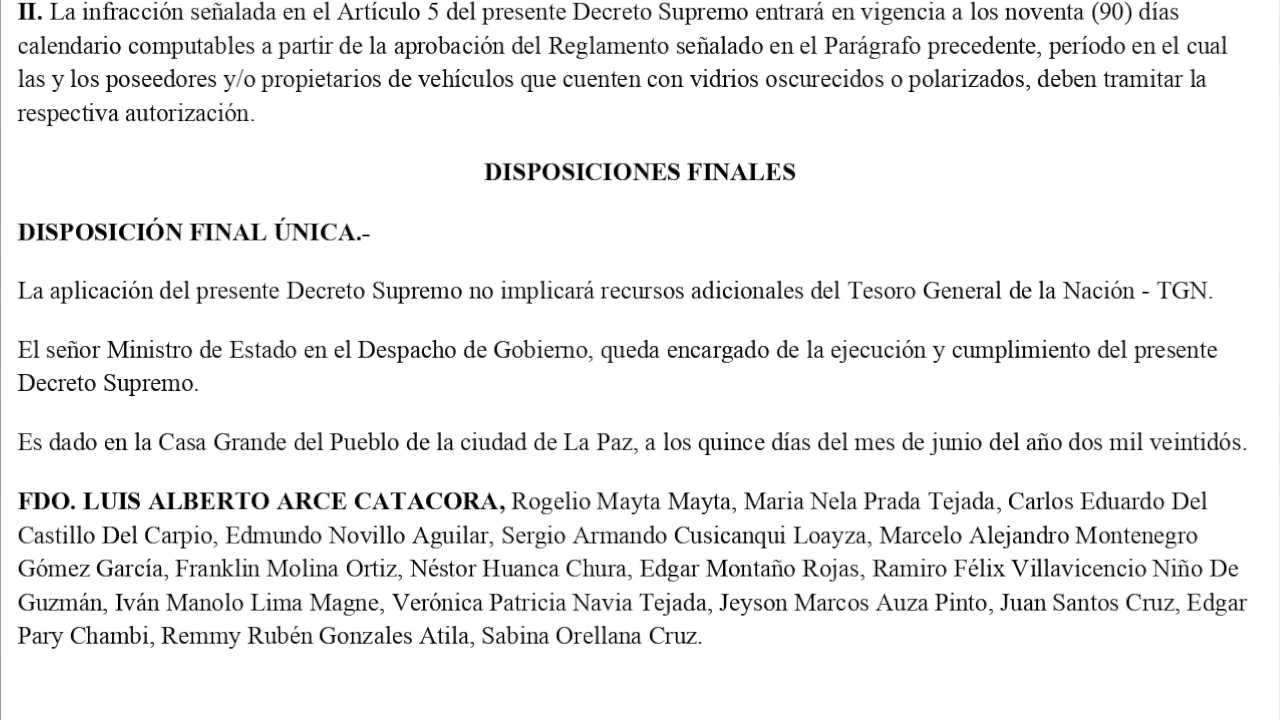 II. La infracción señalada en el Artículo 5 del presente Decreto Supremo entrará en vigencia a los noventa (90) días
calendario computables a partir de la aprobación del Reglamento señalado en el Parágrafo precedente, período en el cual
las y los poseedores y/o propietarios de vehículos que cuenten con vidrios oscurecidos o polarizados, deben tramitar la
respectiva autorización.
DISPOSICIONES FINALES
DISPOSICIÓN FINAL ÚNICA.-
La aplicación del presente Decreto Supremo no implicará recursos adicionales del Tesoro General de la Nación - TGN.
El señor Ministro de Estado en el Despacho de Gobierno, queda encargado de la ejecución y cumplimiento del presente
Decreto Supremo.
Es dado en la Casa Grande del Pueblo de la ciudad de La Paz, a los quince días del mes de junio del año dos mil veintidós.
FDO. LUIS ALBERTO ARCE CATACORA, Rogelio Mayta Mayta, Maria Nela Prada Tejada, Carlos Eduardo Del
Castillo Del Carpio, Edmundo Novillo Aguilar, Sergio Armando Cusicanqui Loayza, Marcelo Alejandro Montenegro
Gómez García, Franklin Molina Ortiz, Néstor Huanca Chura, Edgar Montaño Rojas, Ramiro Félix Villavicencio Niño De
Guzmán, Iván Manolo Lima Magne, Verónica Patricia Navia Tejada, Jeyson Marcos Auza Pinto, Juan Santos Cruz, Edgar
Pary Chambi, Remmy Rubén Gonzales Atila, Sabina Orellana Cruz.